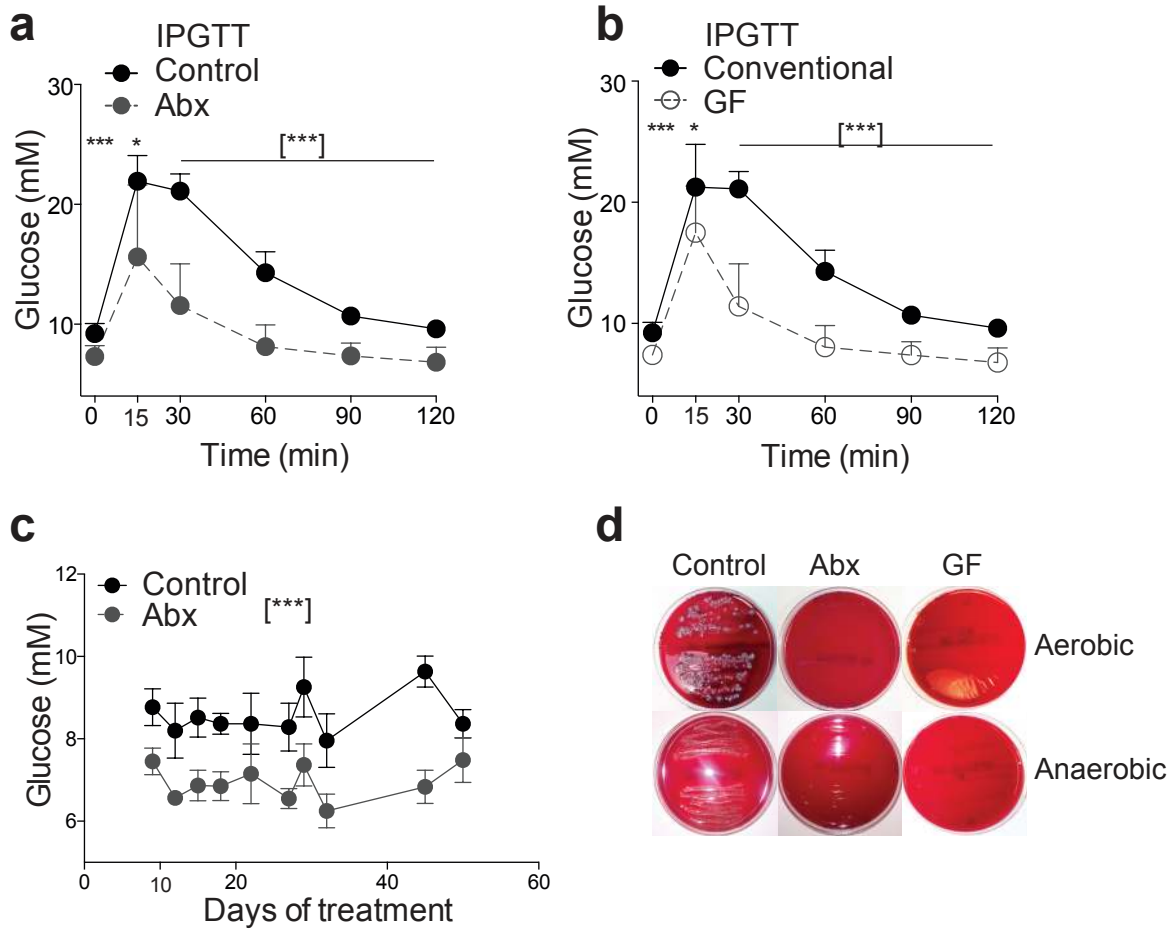 a
IPGTT
Control
Abx
30
20
10
Glucose (mM)
*** * [***]
0 15 30 60 90 120
Time (min)
b
IPGTT
Conventional
GF
30
20
10
Glucose (mM)
*** * [***]
0 15 30 60 90 120
Time (min)
c
Control
Abx
[***]
12
10
8
6
Glucose (mM)
0 10 20 40 60
Days of treatment
d
Control Abx GF
Aerobic
Anaerobic